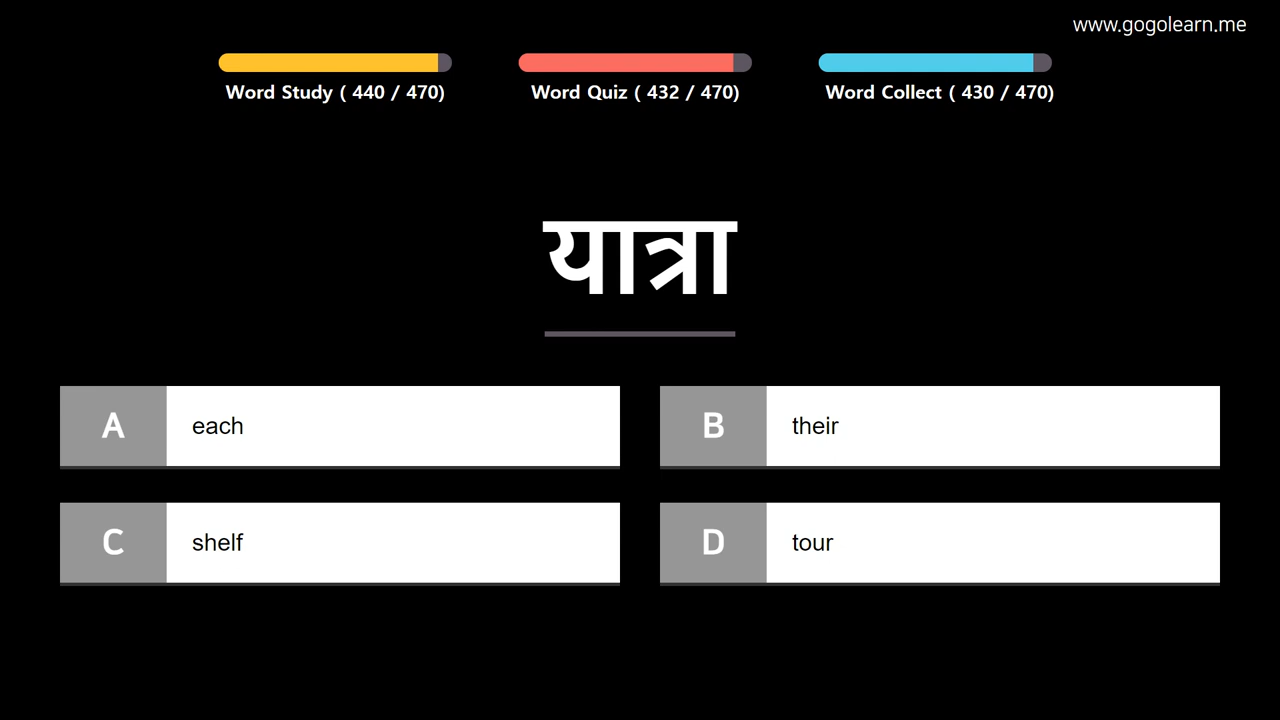 www.gogolearn.me
Word Study ( 440 / 470)
Word Quiz ( 432 / 470)
Word Collect ( 430 / 470)
यात्रा
A each
B their
C shelf
D tour